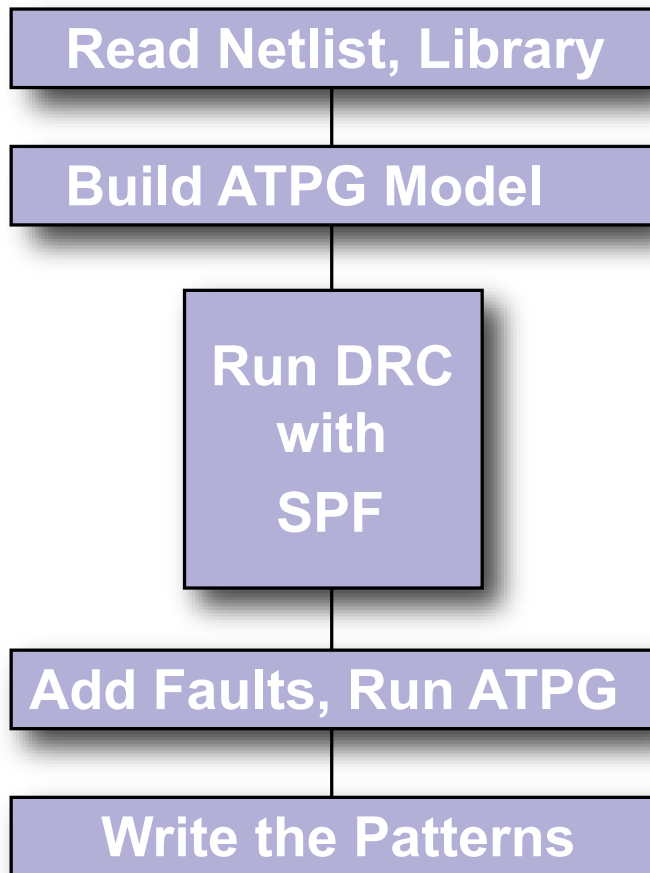 Read Netlist, Library
Build ATPG Model
Run DRC
with
SPF
Add Faults, Run ATPG
Write the Patterns